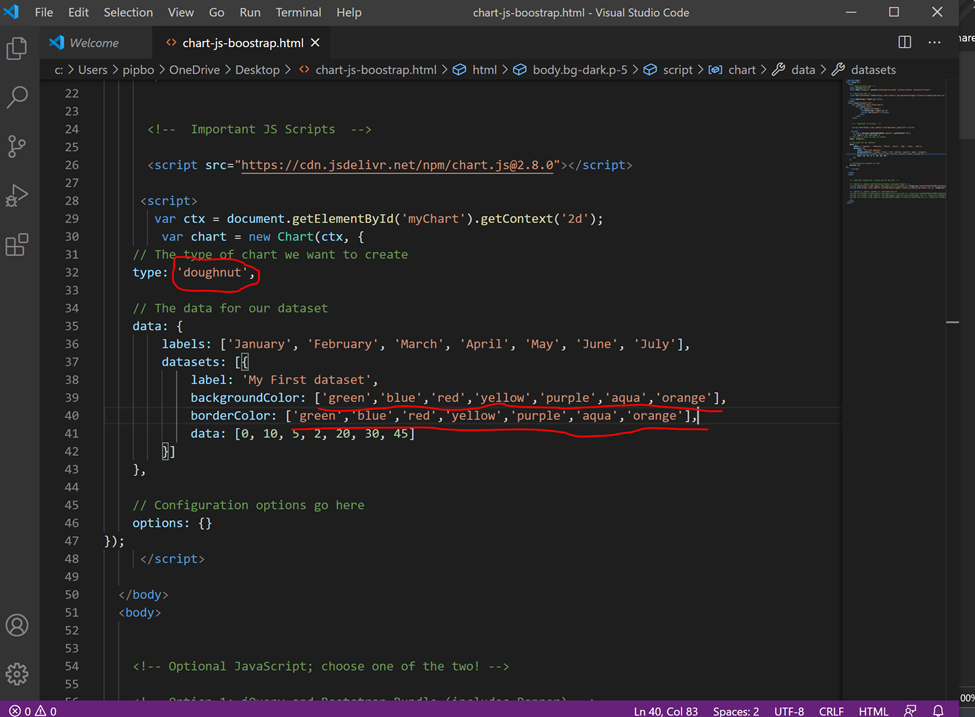 File Edit Selection View Go Run Terminal Help chart-js-boostrap.html - Visual Studio Code
Welcome <> chart-js-boostrap.html ×
c: > Users > pipbo > OneDrive > Desktop > <> chart-js-boostrap.html > html > body.bg-dark.p-5 > script > chart > data > datasets
22
23
24 <!-- Important JS Scripts -->
25
26 <script src="https://cdn.jsdelivr.net/npm/chart.js@2.8.0"></script>
27
28 <script>
29 var ctx = document.getElementById('myChart').getContext('2d');
30 var chart = new Chart(ctx, {
31 // The type of chart we want to create
32 type: 'doughnut',
33
34 // The data for our dataset
35 data: {
36 labels: ['January', 'February', 'March', 'April', 'May', 'June', 'July'],
37 datasets: [{
38 label: 'My First dataset',
39 backgroundColor: ['green','blue','red','yellow','purple','aqua','orange'],
40 borderColor: ['green','blue','red','yellow','purple','aqua','orange'],
41 data: [0, 10, 5, 2, 20, 30, 45]
42 }]
43 },
44
45 // Configuration options go here
46 options: {}
47 });
48 </script>
49
50 </body>
51 <body>
52
53
54 <!-- Optional JavaScript; choose one of the two! -->
55
56 <!-- Option 1: jQuery and Bootstrap Bundle (includes Popper) -->
0 0 Ln 40, Col 83 Spaces: 2 UTF-8 CRLF HTML